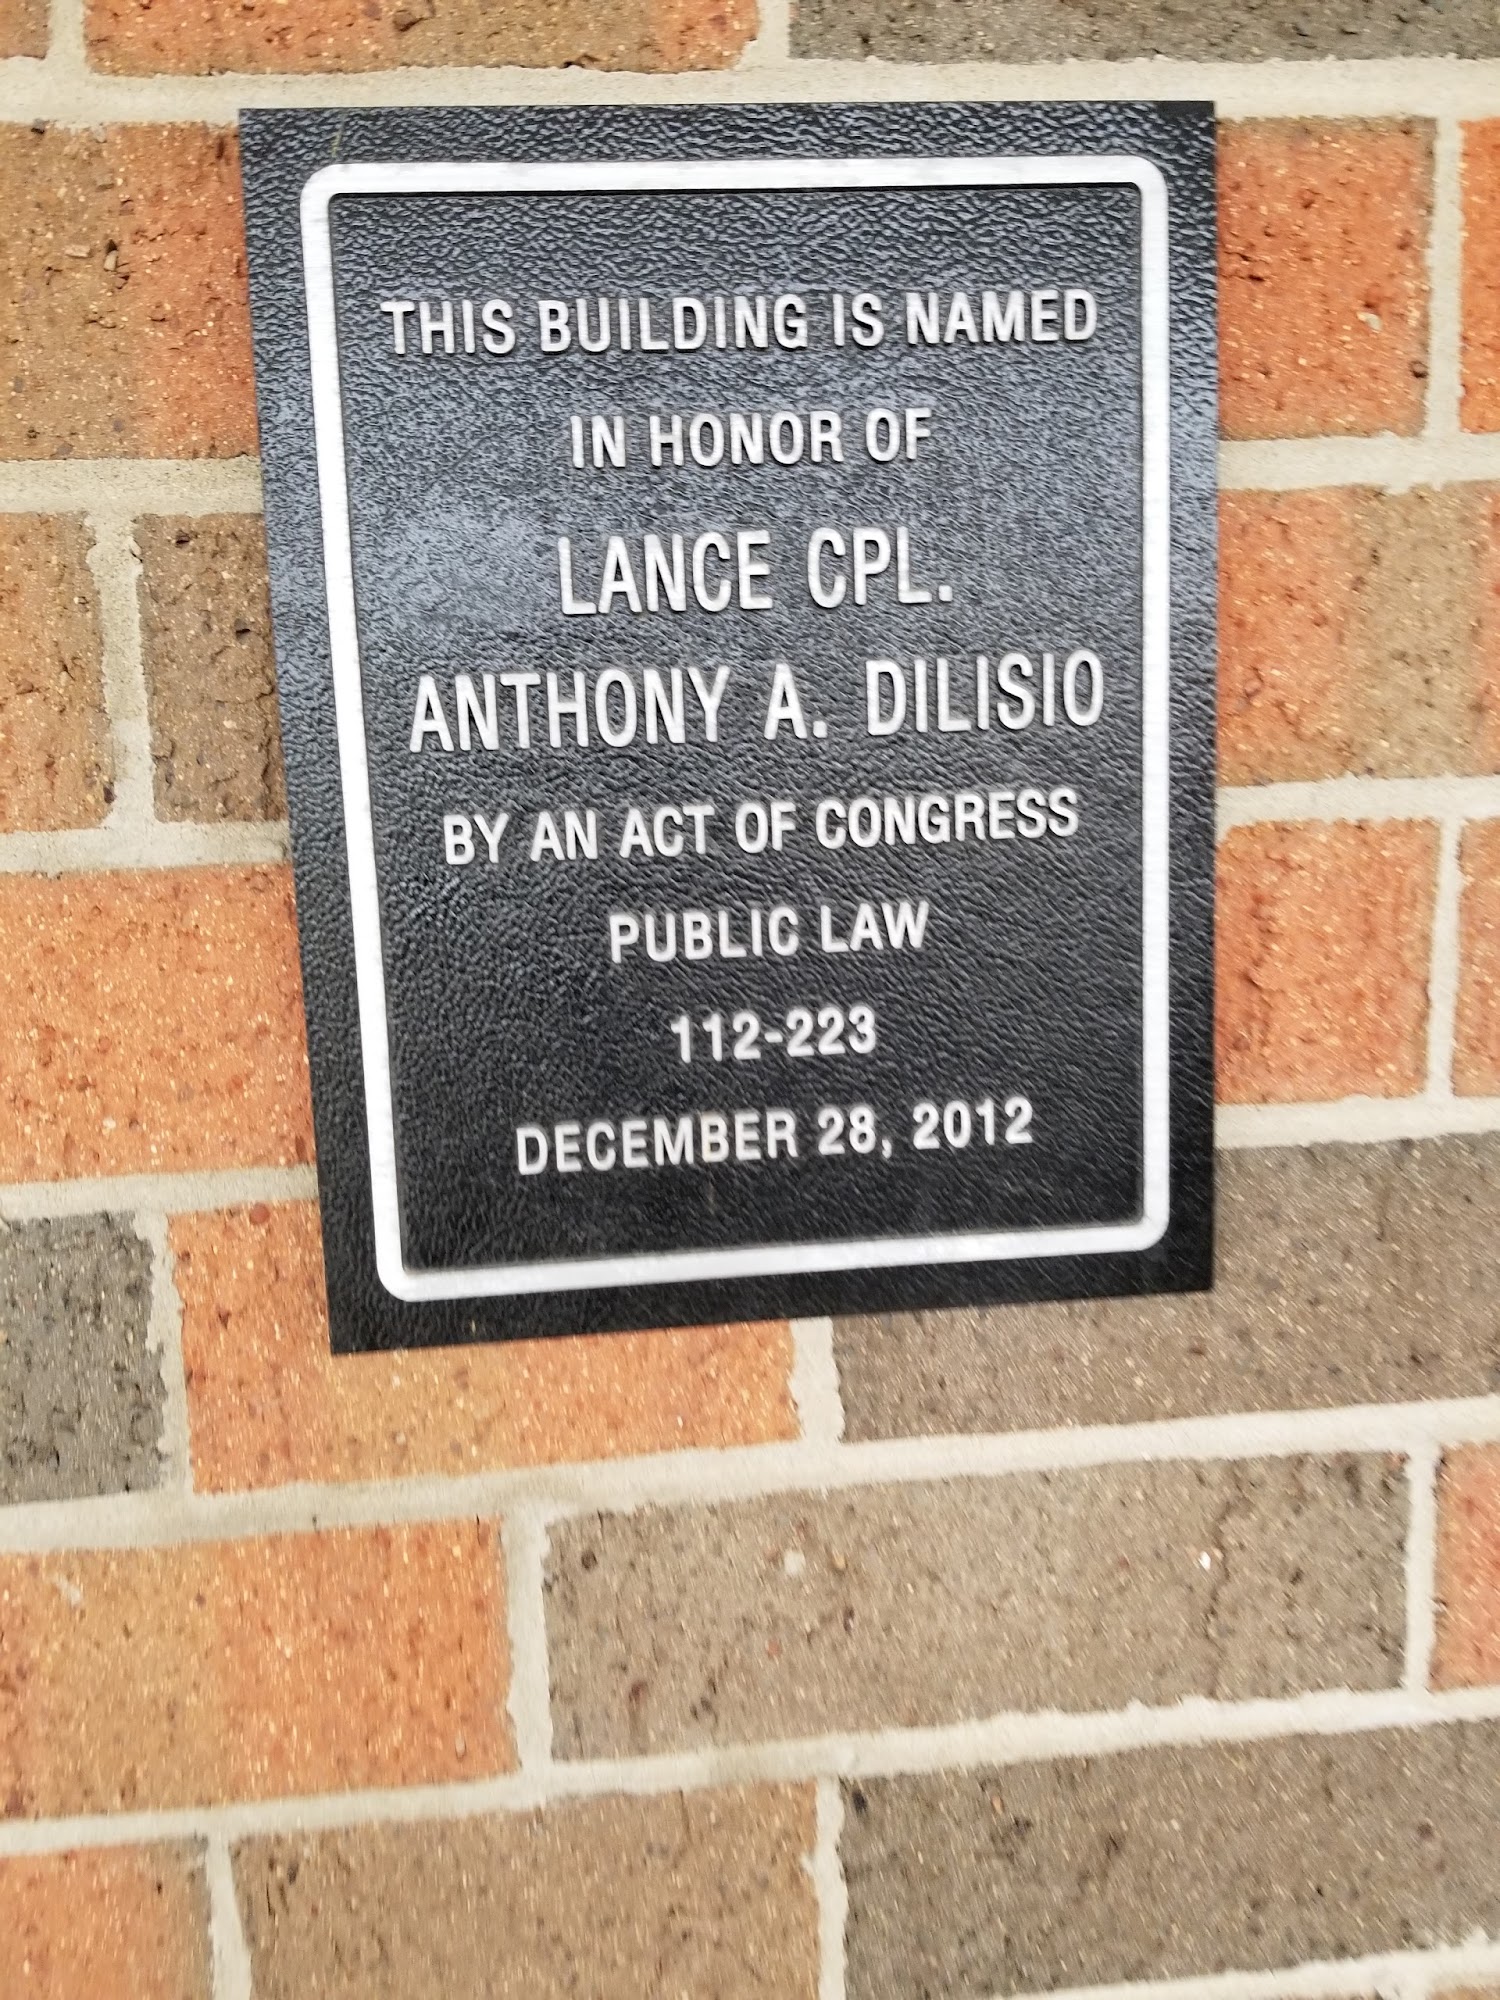 THIS BUILDING IS NAMED
IN HONOR OF
LANCE CPL.
ANTHONY A. DILISIO
BY AN ACT OF CONGRESS
PUBLIC LAW
112-223
DECEMBER 28, 2012